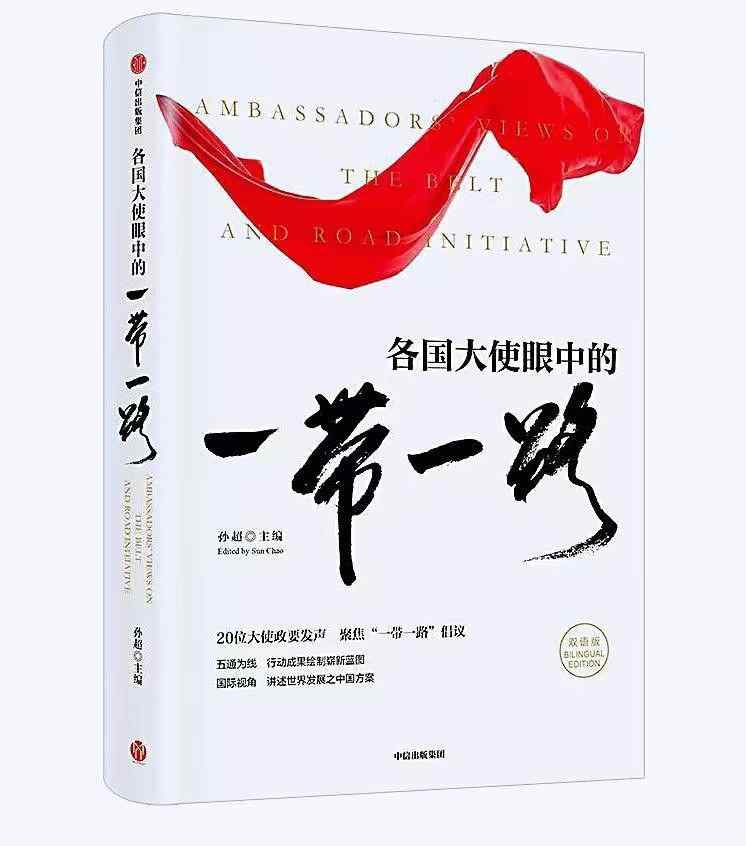 中信出版集团
各国大使眼中的
一带一路
AMBASSADORS' VIEWS ON
THE BELT
AND ROAD INITIATIVE
孙超◎主编
AMBASSADORS' VIEWS ON
THE BELT
AND ROAD INITIATIVE
各国大使眼中的
一带一路
孙超◎主编
Edited by Sun Chao
20位大使政要发声 聚焦“一带一路”倡议
五通为线 行动成果绘制崭新蓝图
国际视角 讲述世界发展之中国方案
双语版
BILINGUAL
EDITION
中信出版集团